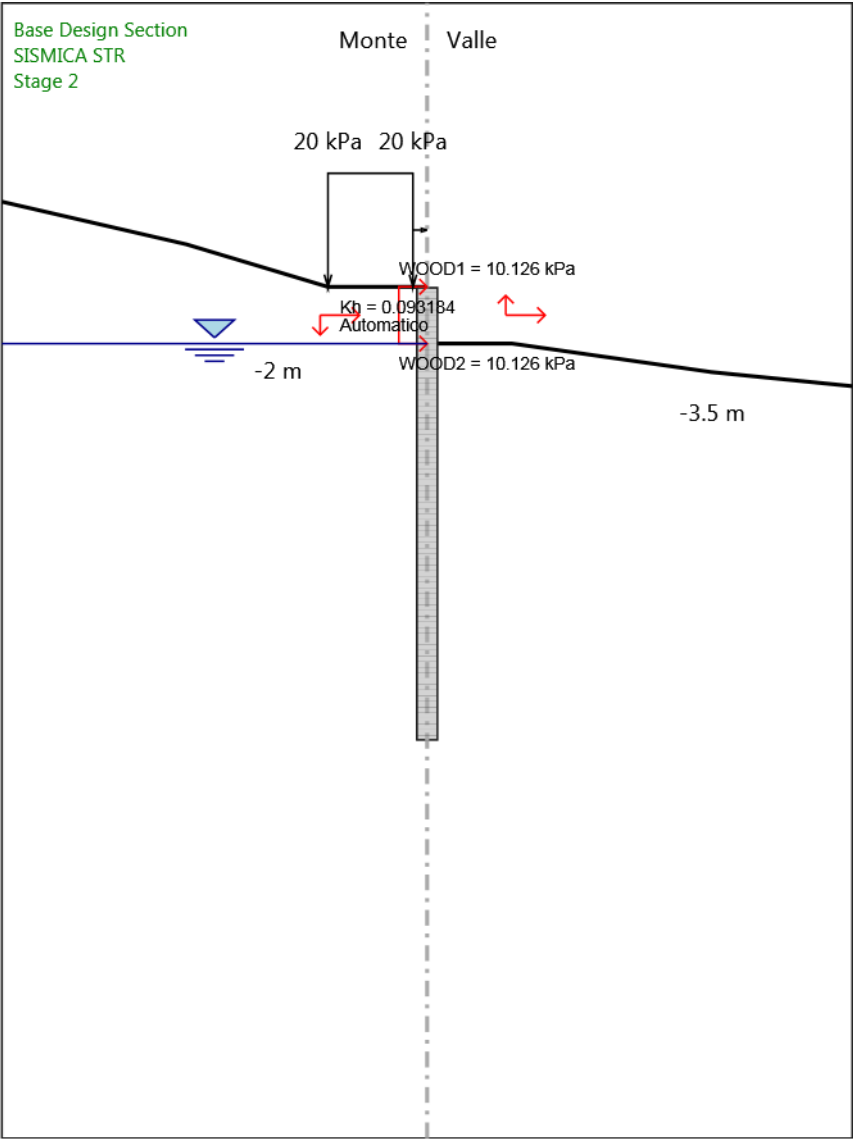 Base Design Section
SISMICA STR
Stage 2
Monte
Valle
20 kPa
20 kPa
WOOD1 = 10.126 kPa
Kh = 0.093184
Automatico
WOOD2 = 10.126 kPa
-2 m
-3.5 m